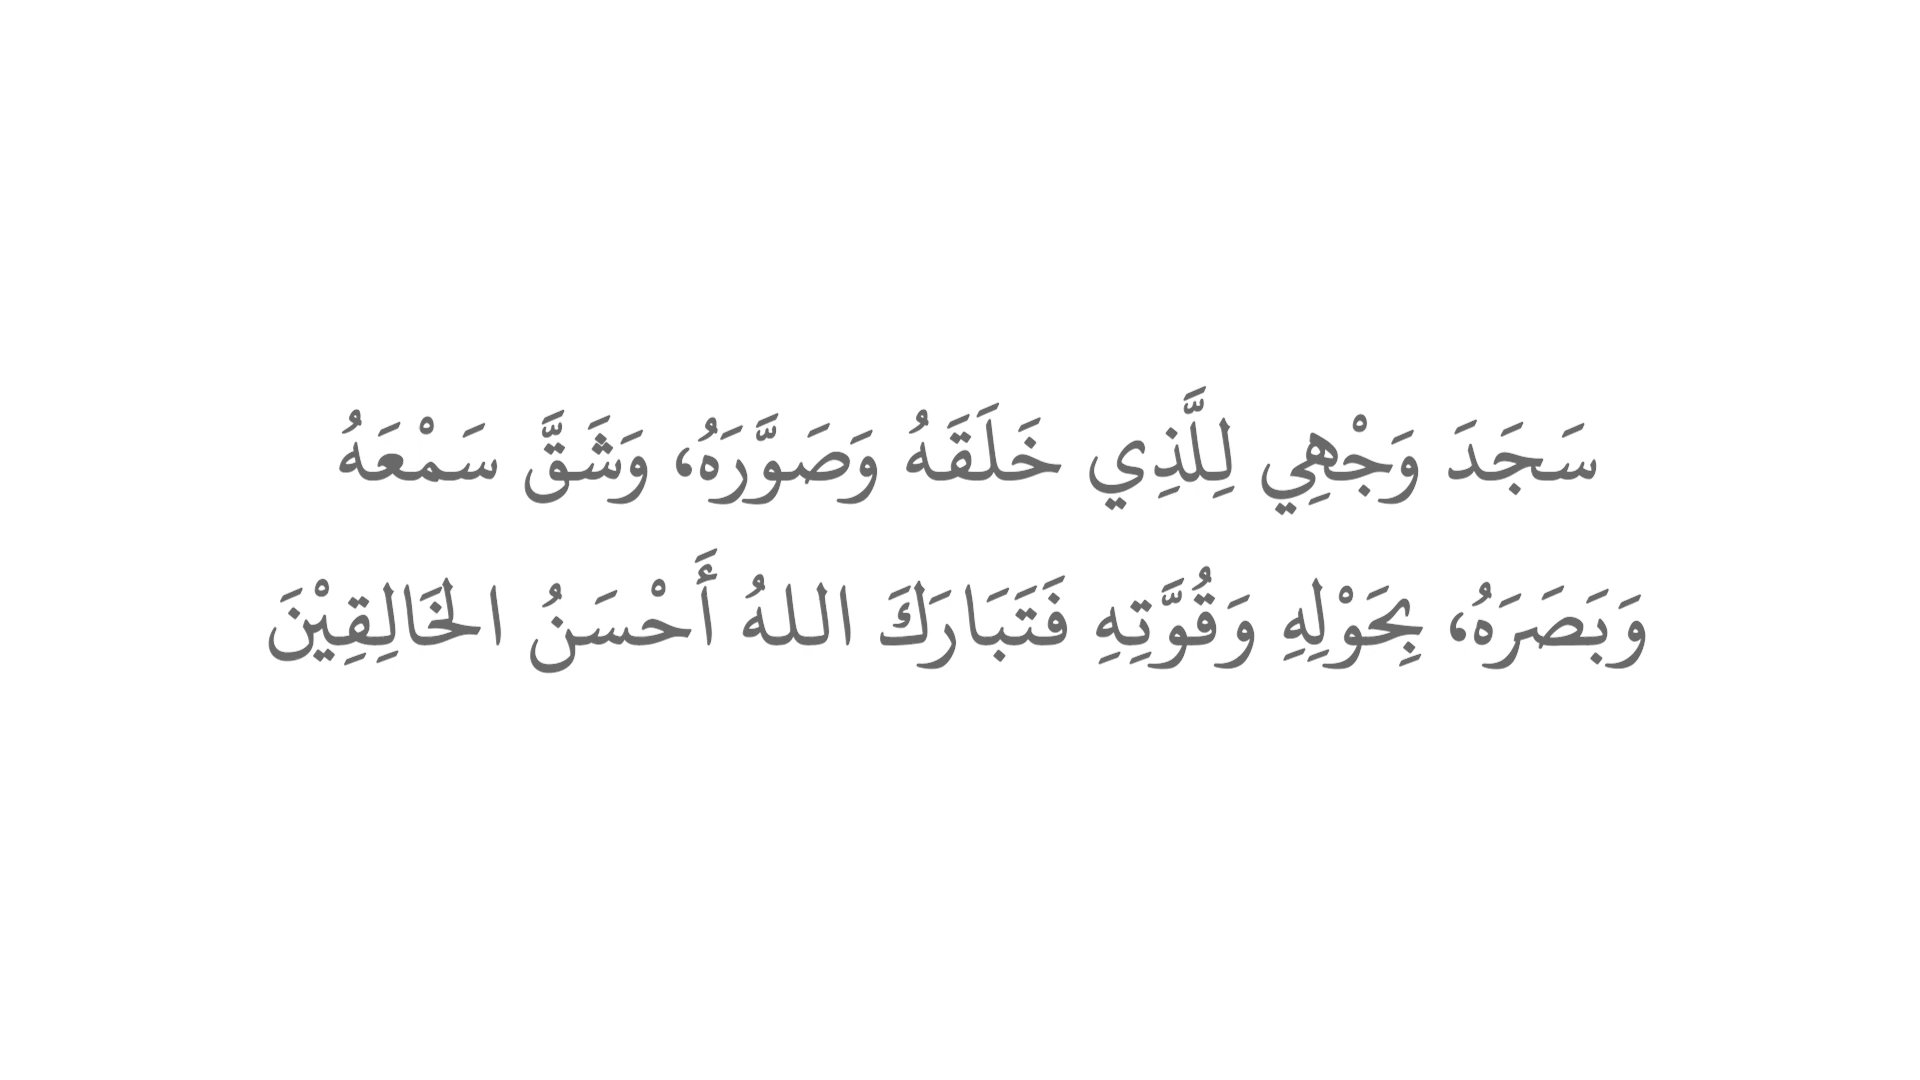 سَجَدَ وَجْهِي لِلَّذِي خَلَقَهُ وَصَوَّرَهُ، وَشَقَّ سَمْعَهُ
وَبَصَرَهُ، بِحَوْلِهِ وَقُوَّتِهِ فَتَبَارَكَ اللهُ أَحْسَنُ الخَالِقِيْنَ